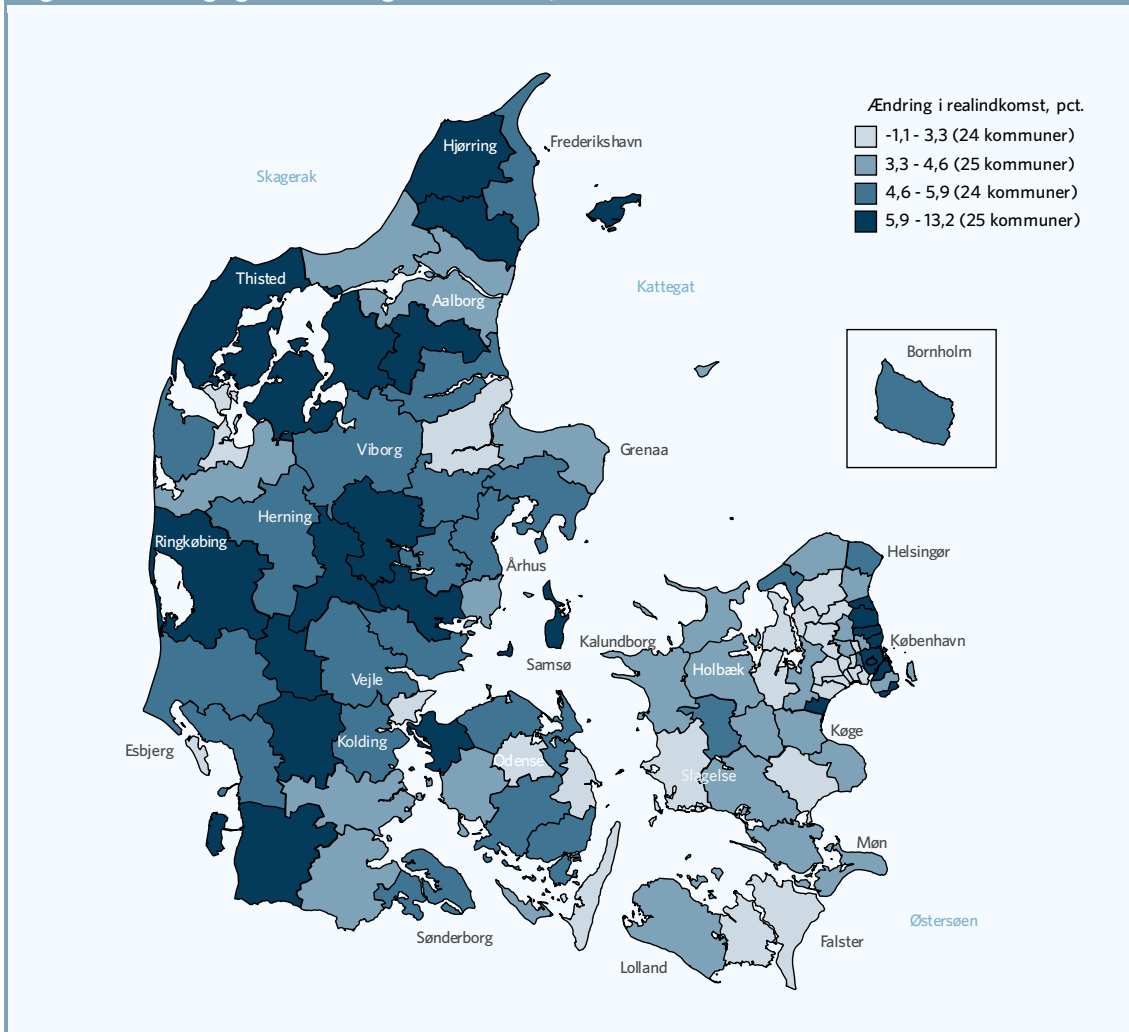 Ændring i realindkomst, pct.
-1,1 - 3,3 (24 kommuner)
3,3 - 4,6 (25 kommuner)
4,6 - 5,9 (24 kommuner)
5,9 - 13,2 (25 kommuner)
Hjørring
Frederikshavn
Skagerak
Thisted
Kattegat
Aalborg
Bornholm
Viborg
Grenaa
Herning
Ringkøbing
Helsingør
Århus
København
Kalundborg
Samsø
Holbæk
Vejle
Køge
Kolding
Esbjerg
Odense
Slagelse
Møn
Østersøen
Sønderborg
Falster
Lolland